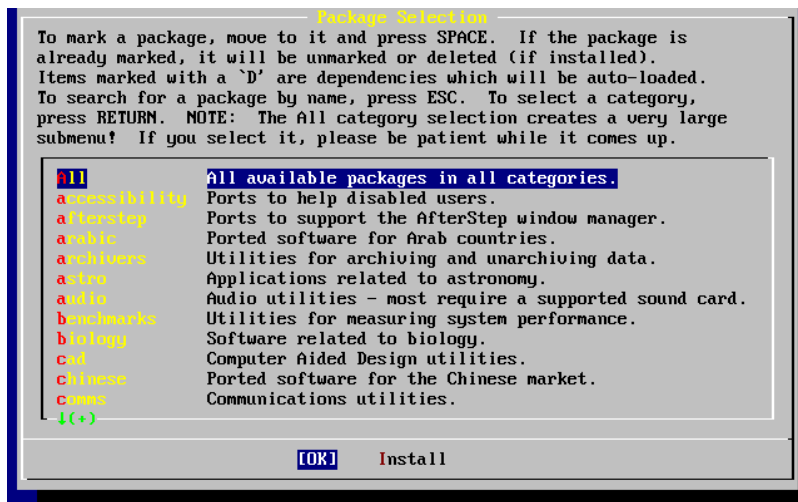 Package Selection
To mark a package, move to it and press SPACE.  If the package is
already marked, it will be unmarked or deleted (if installed).
Items marked with a `D' are dependencies which will be auto-loaded.
To search for a package by name, press ESC.  To select a category,
press RETURN.  NOTE:  The All category selection creates a very large
submenu!  If you select it, please be patient while it comes up.
All All available packages in all categories.
accessibility Ports to help disabled users.
afterstep Ports to support the AfterStep window manager.
arabic Ported software for Arab countries.
archivers Utilities for archiving and unarchiving data.
astro Applications related to astronomy.
audio Audio utilities - most require a supported sound card.
benchmarks Utilities for measuring system performance.
biology Software related to biology.
cad Computer Aided Design utilities.
chinese Ported software for the Chinese market.
comms Communications utilities.
↓(+)
[OK] Install